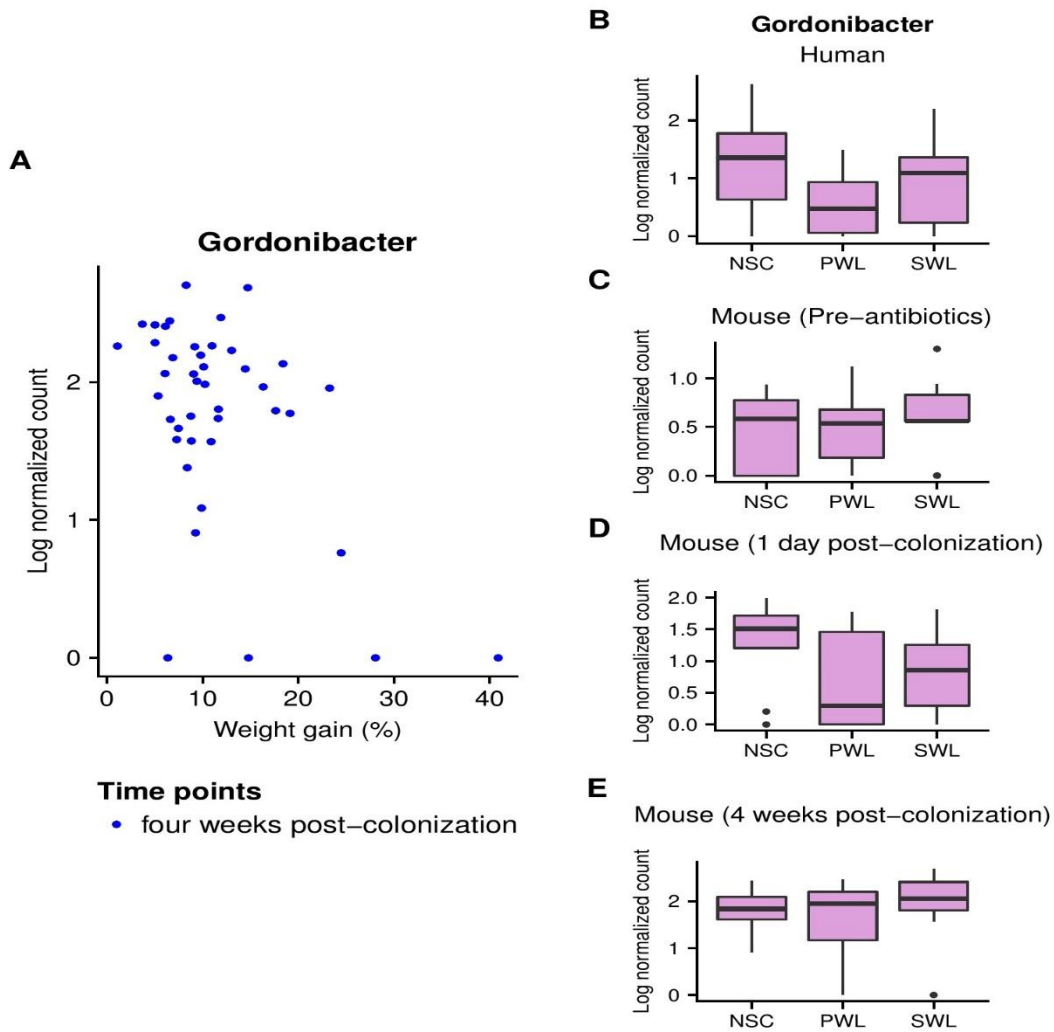 A
Gordonibacter
Log normalized count
2
1
0
0 10 20 30 40
Weight gain (%)
Time points
four weeks post−colonization
B
Gordonibacter
Human
Log normalized count
2
1
0
NSC PWL SWL
C
Mouse (Pre−antibiotics)
Log normalized count
1.0
0.5
0.0
NSC PWL SWL
D
Mouse (1 day post−colonization)
Log normalized count
2.0
1.5
1.0
0.5
0.0
NSC PWL SWL
E
Mouse (4 weeks post−colonization)
Log normalized count
2
1
0
NSC PWL SWL